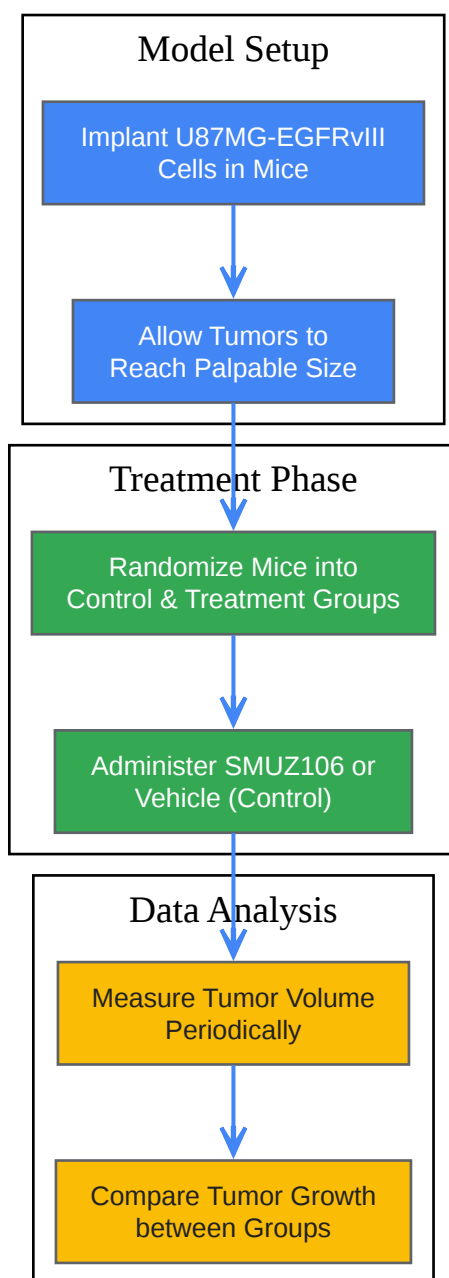 Model Setup
Implant U87MG-EGFRvIII
Cells in Mice
Allow Tumors to
Reach Palpable Size
Treatment Phase
Randomize Mice into
Control & Treatment Groups
Administer SMUZ106 or
Vehicle (Control)
Data Analysis
Measure Tumor Volume
Periodically
Compare Tumor Growth
between Groups